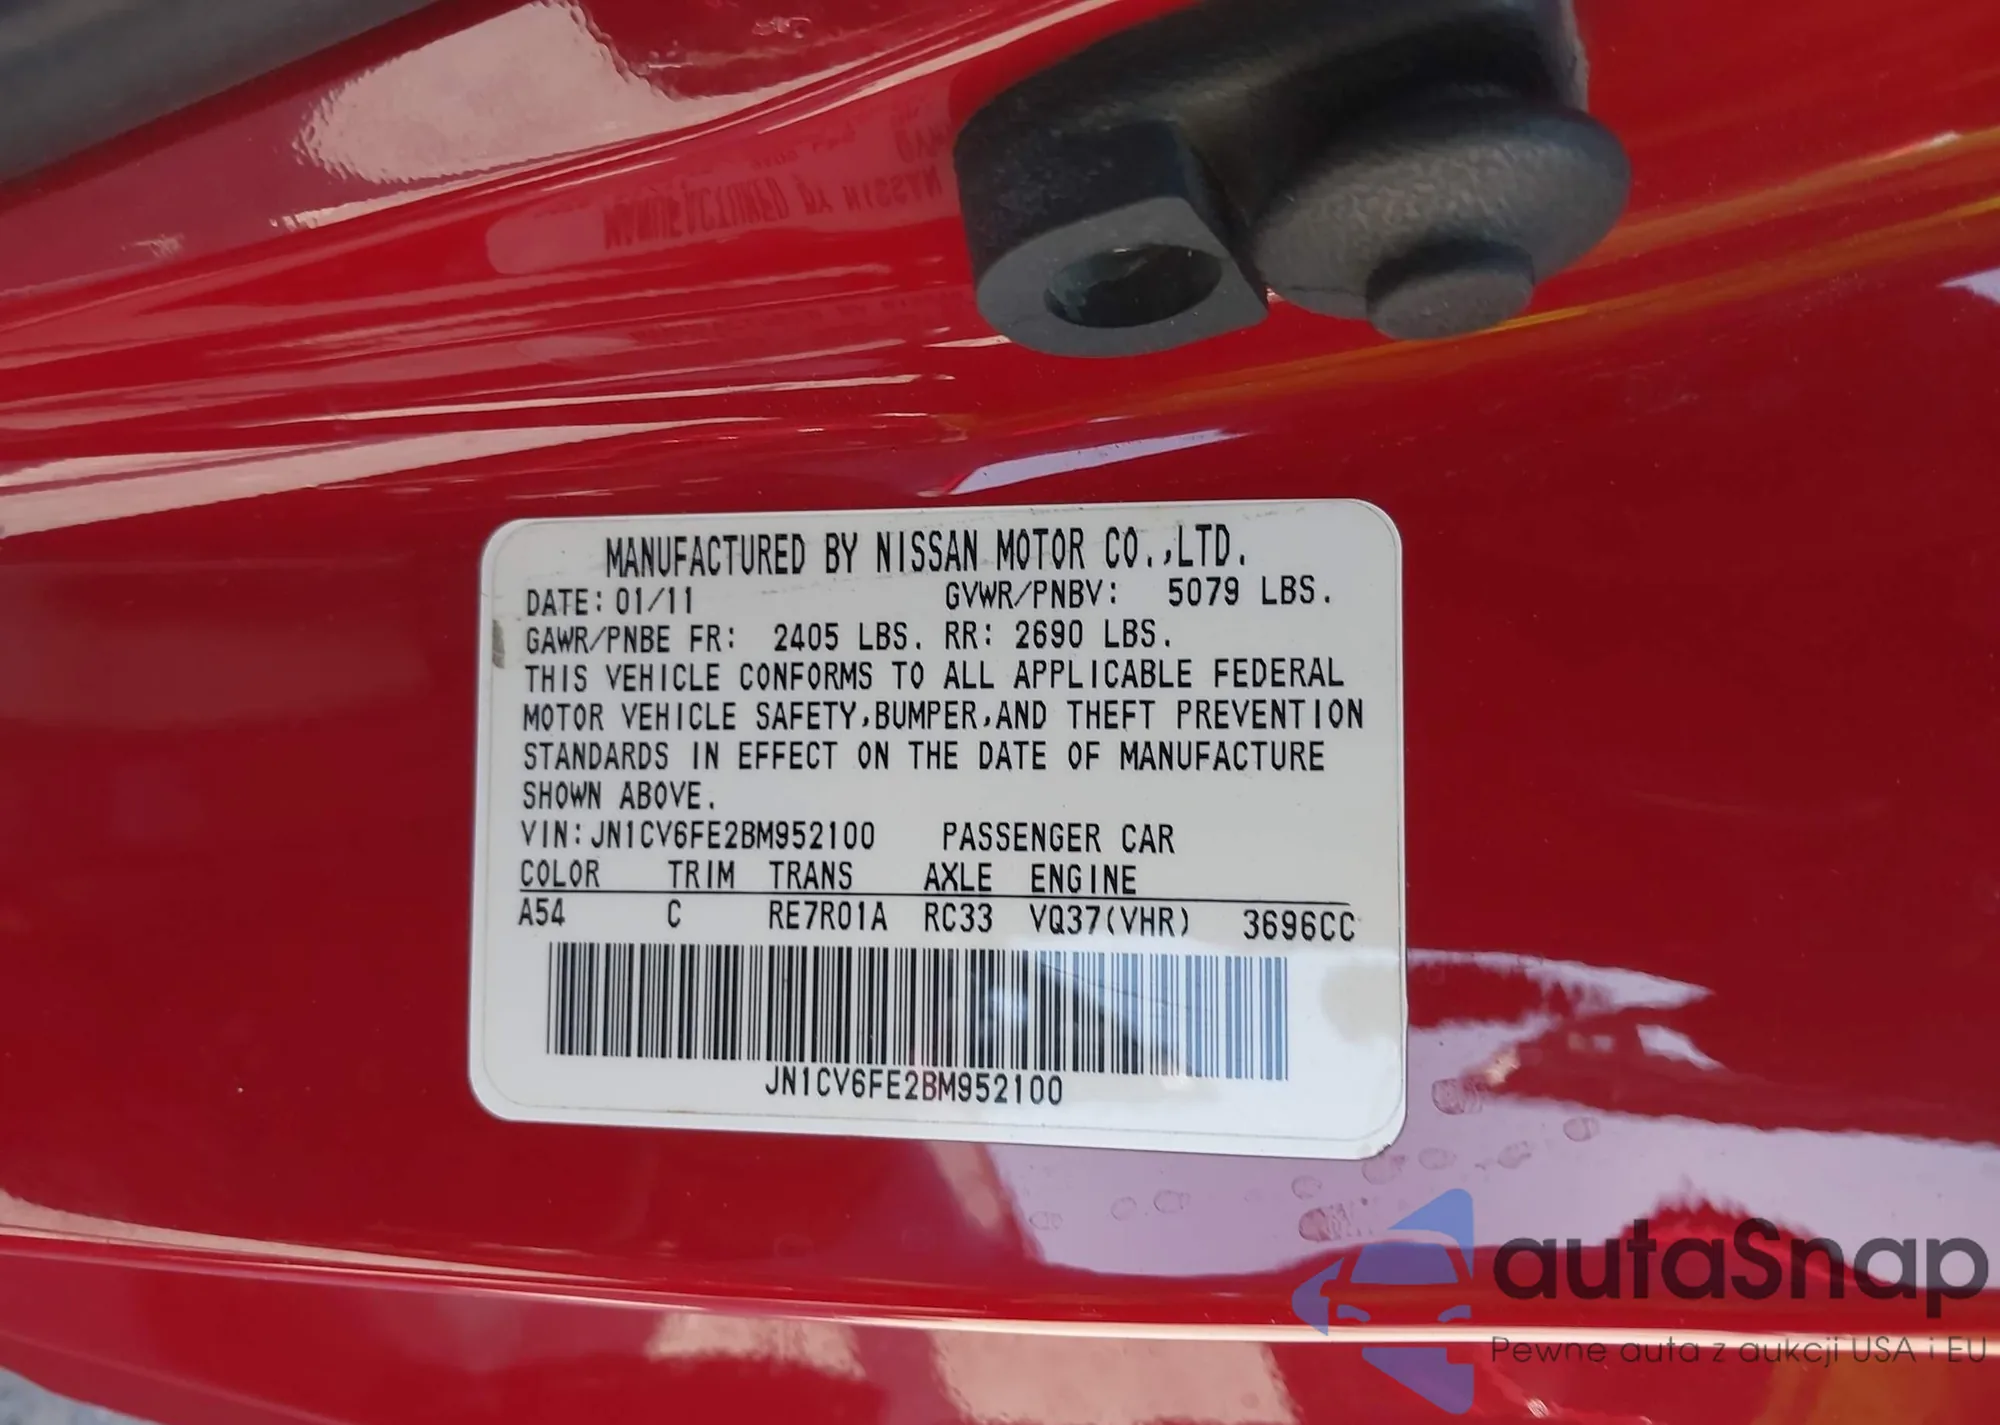 MANUFACTURED BY NISSAN MOTOR CO.,LTD.
DATE: 01/11 GVWR/PNBV: 5079 LBS.
GAWR/PNBE FR: 2405 LBS. RR: 2690 LBS.
THIS VEHICLE CONFORMS TO ALL APPLICABLE FEDERAL
MOTOR VEHICLE SAFETY,BUMPER,AND THEFT PREVENTION
STANDARDS IN EFFECT ON THE DATE OF MANUFACTURE
SHOWN ABOVE.
VIN: JN1CV6FE2BM952100 PASSENGER CAR
COLOR TRIM TRANS AXLE ENGINE
A54 C RE7R01A RC33 VQ37(VHR) 3696CC
JN1CV6FE2BM952100
autaSnap
Pewne auta z aukcji USA i EU